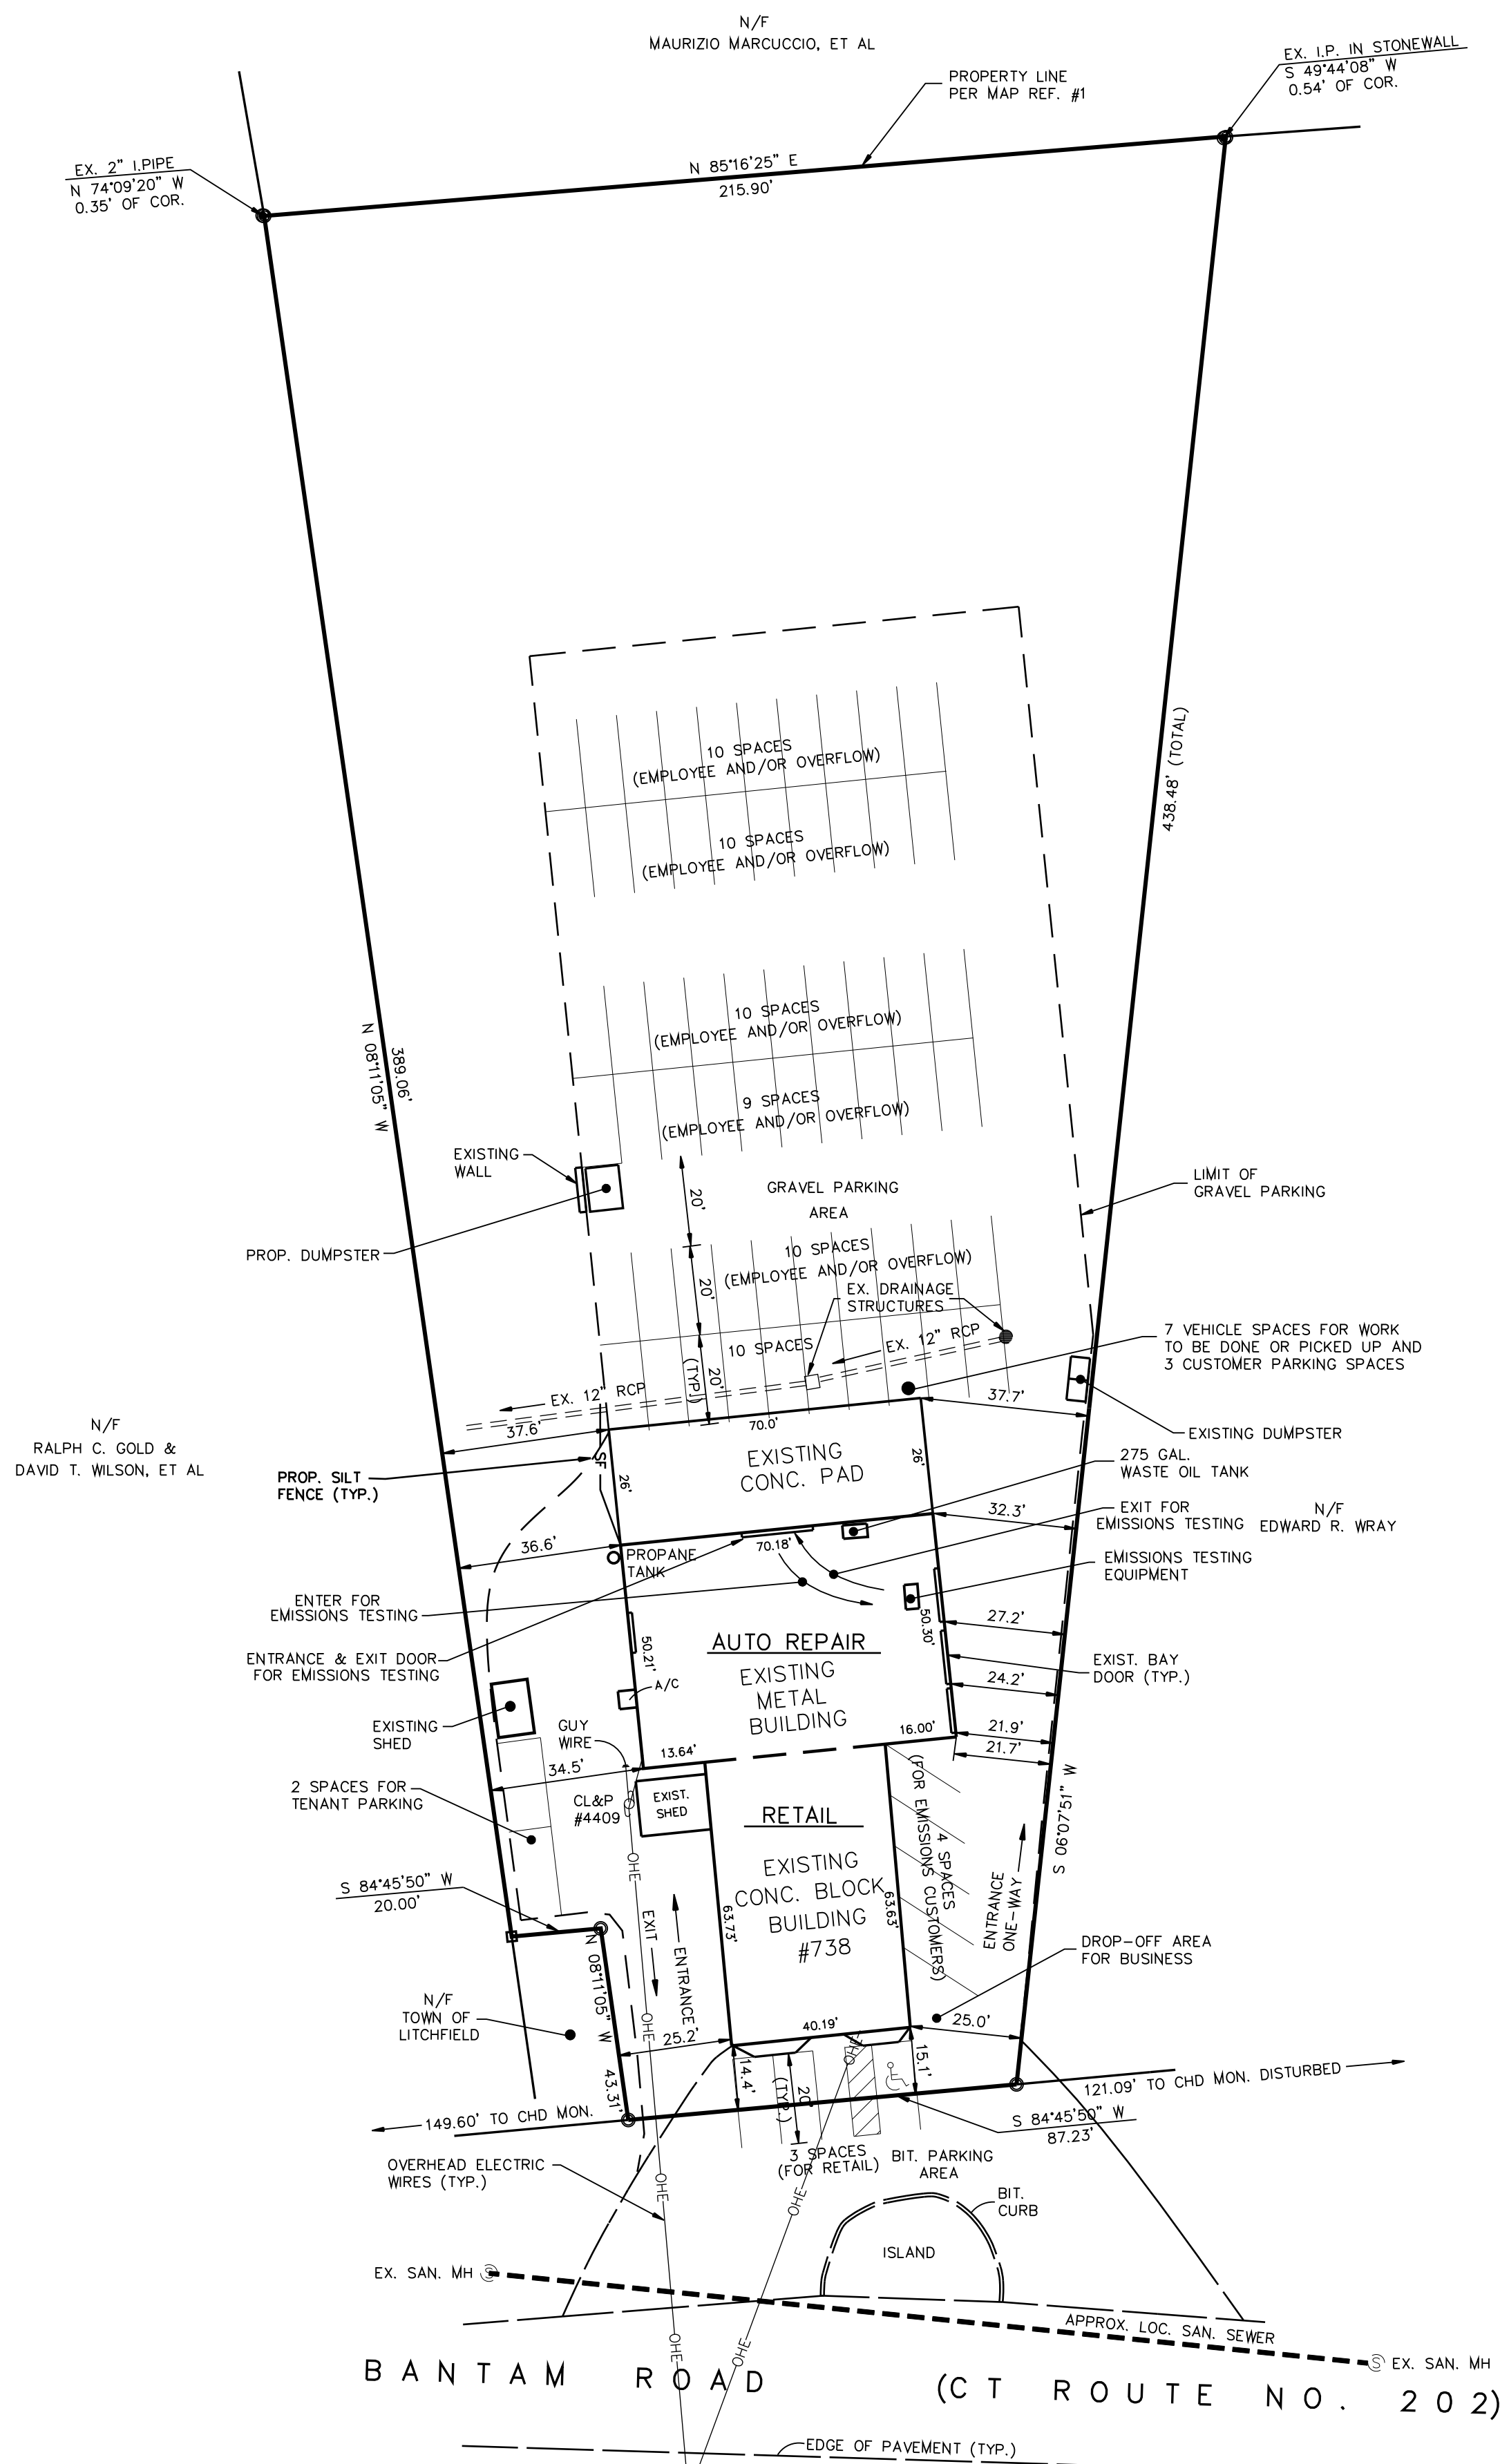 N/F
MAURIZIO MARCUCCIO, ET AL
EX. I.P. IN STONEWALL
S 49°44'08" W
0.54' OF COR.
PROPERTY LINE
PER MAP REF. #1
EX. 2" I.PIPE
N 74°09'20" W
0.35' OF COR.
N 85°16'25" E
215.90'
438.48' (TOTAL)
10 SPACES
(EMPLOYEE AND/OR OVERFLOW)
10 SPACES
(EMPLOYEE AND/OR OVERFLOW)
10 SPACES
(EMPLOYEE AND/OR OVERFLOW)
389.06'
N 08°11'05" W
9 SPACES
(EMPLOYEE AND/OR OVERFLOW)
EXISTING
WALL
LIMIT OF
GRAVEL PARKING
GRAVEL PARKING
AREA
20'
PROP. DUMPSTER
10 SPACES
(EMPLOYEE AND/OR OVERFLOW)
20'
EX. DRAINAGE
STRUCTURES
10 SPACES
EX. 12" RCP
20'
(TYP.)
7 VEHICLE SPACES FOR WORK
TO BE DONE OR PICKED UP AND
3 CUSTOMER PARKING SPACES
EX. 12" RCP
37.7'
37.6'
70.0'
N/F
RALPH C. GOLD &
DAVID T. WILSON, ET AL
EXISTING DUMPSTER
EXISTING
CONC. PAD
26'
26'
SF
PROP. SILT
FENCE (TYP.)
275 GAL.
WASTE OIL TANK
EXIT FOR
EMISSIONS TESTING
N/F
EDWARD R. WRAY
32.3'
36.6'
70.18'
PROPANE
TANK
EMISSIONS TESTING
EQUIPMENT
ENTER FOR
EMISSIONS TESTING
27.2'
50.30'
50.21'
AUTO REPAIR
EXISTING
METAL
BUILDING
ENTRANCE & EXIT DOOR
FOR EMISSIONS TESTING
EXIST. BAY
DOOR (TYP.)
24.2'
A/C
EXISTING
SHED
GUY
WIRE
16.00'
21.9'
21.7'
13.64'
34.5'
2 SPACES FOR
TENANT PARKING
CL&P
#4409
EXIST.
SHED
RETAIL
EXISTING
CONC. BLOCK
BUILDING
#738
4 SPACES
(FOR EMISSIONS CUSTOMERS)
S 06°07'51" W
OHE
S 84°45'50" W
20.00'
63.73'
63.63'
EXIT
ENTRANCE
ENTRANCE
ONE-WAY
DROP-OFF AREA
FOR BUSINESS
N 08°11'05" W
43.31'
N/F
TOWN OF
LITCHFIELD
OHE
25.2'
40.19'
25.0'
OHE
14.4'
20'
(TYP.)
15.1'
149.60' TO CHD MON.
121.09' TO CHD MON. DISTURBED
S 84°45'50" W
87.23'
3 SPACES
(FOR RETAIL)
BIT. PARKING
AREA
OVERHEAD ELECTRIC
WIRES (TYP.)
OHE
OHE
BIT.
CURB
ISLAND
EX. SAN. MH S
APPROX. LOC. SAN. SEWER
OHE
OHE
S EX. SAN. MH
BANTAM ROAD (CT ROUTE NO. 202)
EDGE OF PAVEMENT (TYP.)